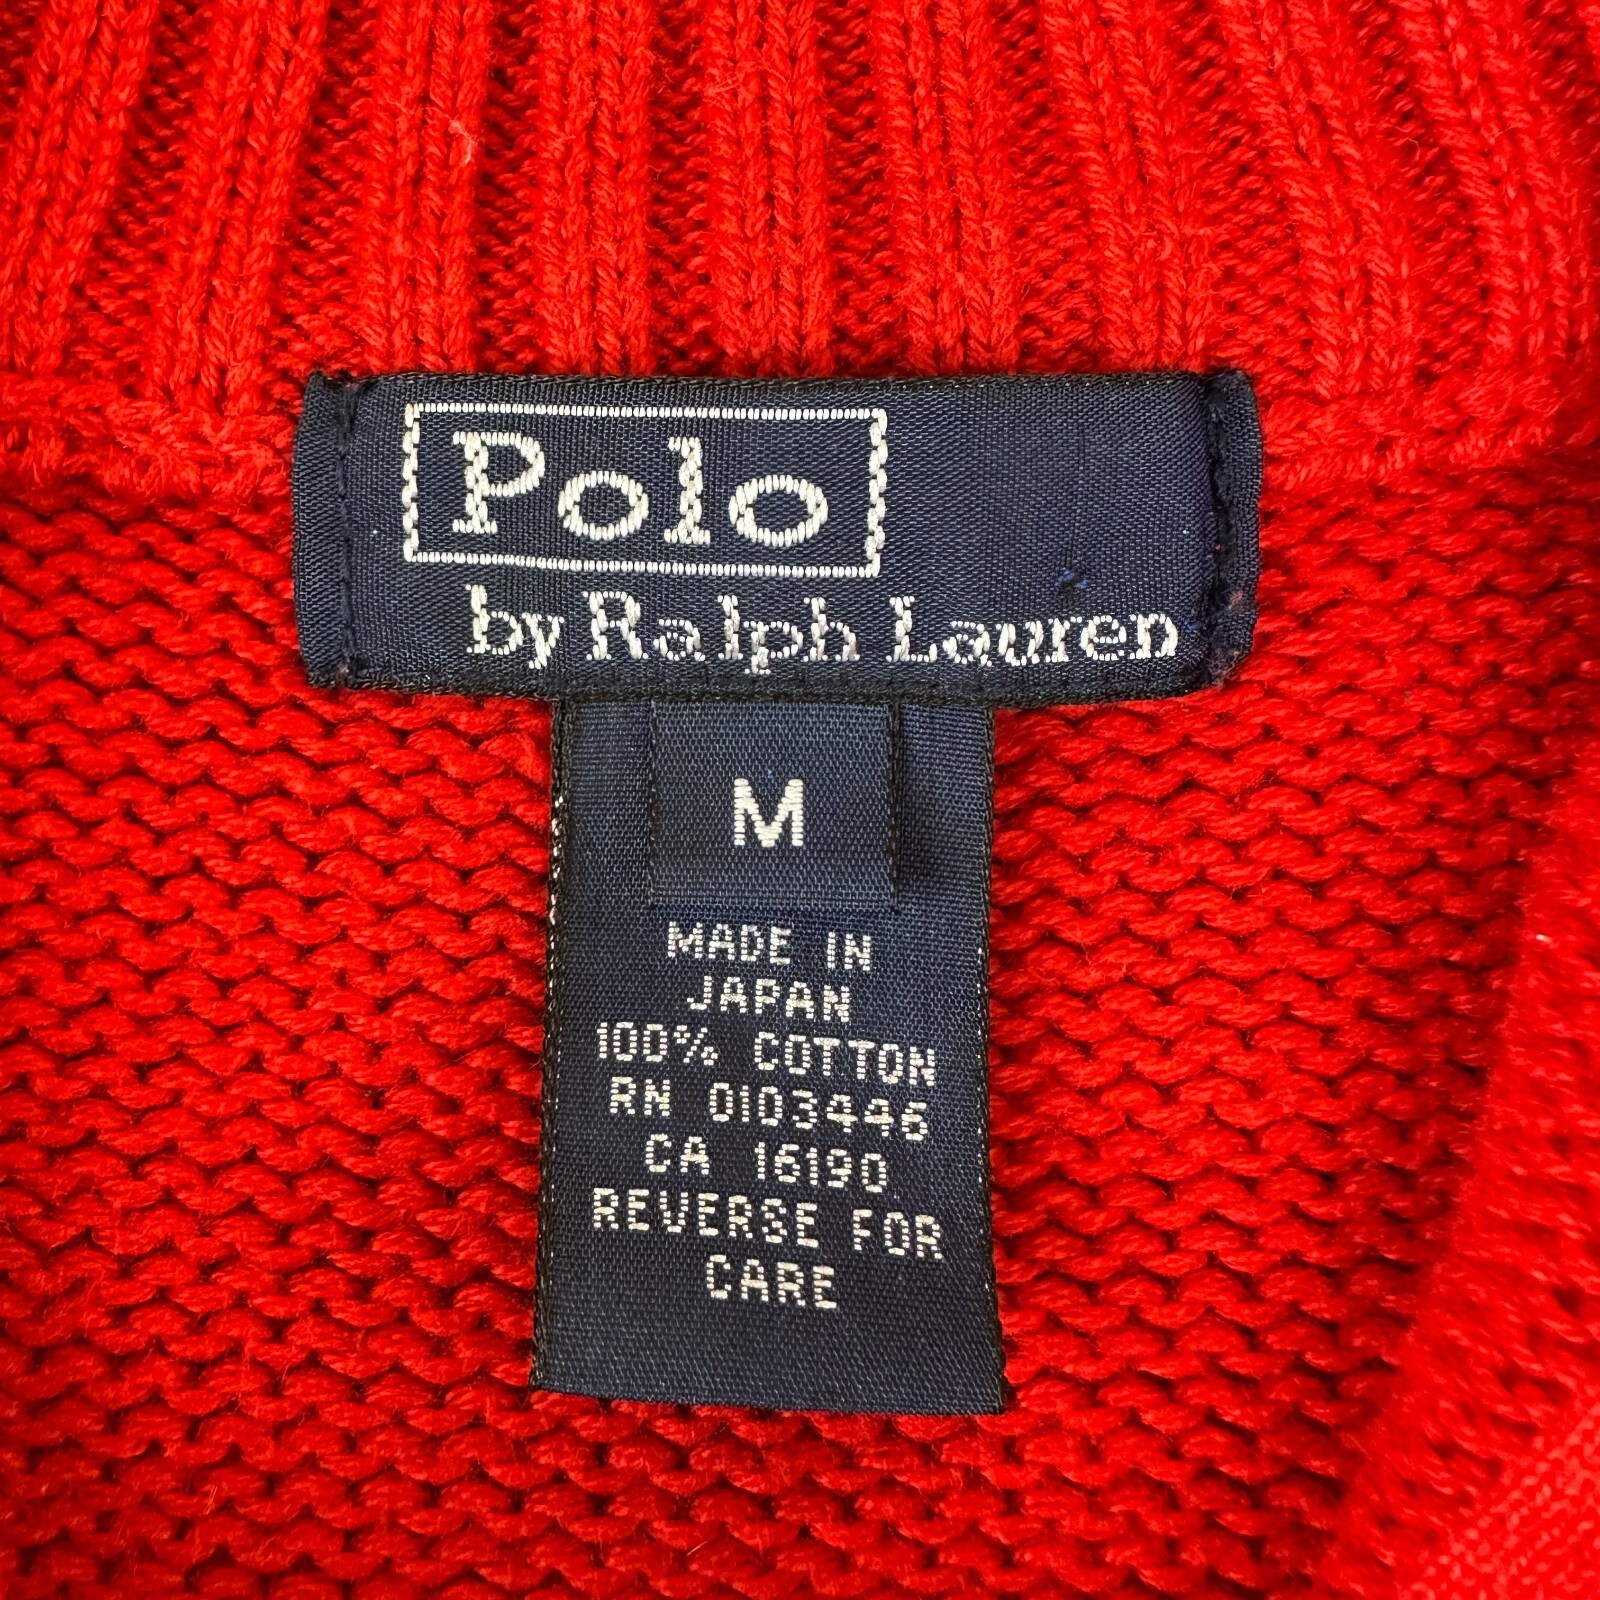 Polo
by Ralph Lauren
M
MADE IN
JAPAN
100% COTTON
RN 0103446
CA 16190
REVERSE FOR
CARE